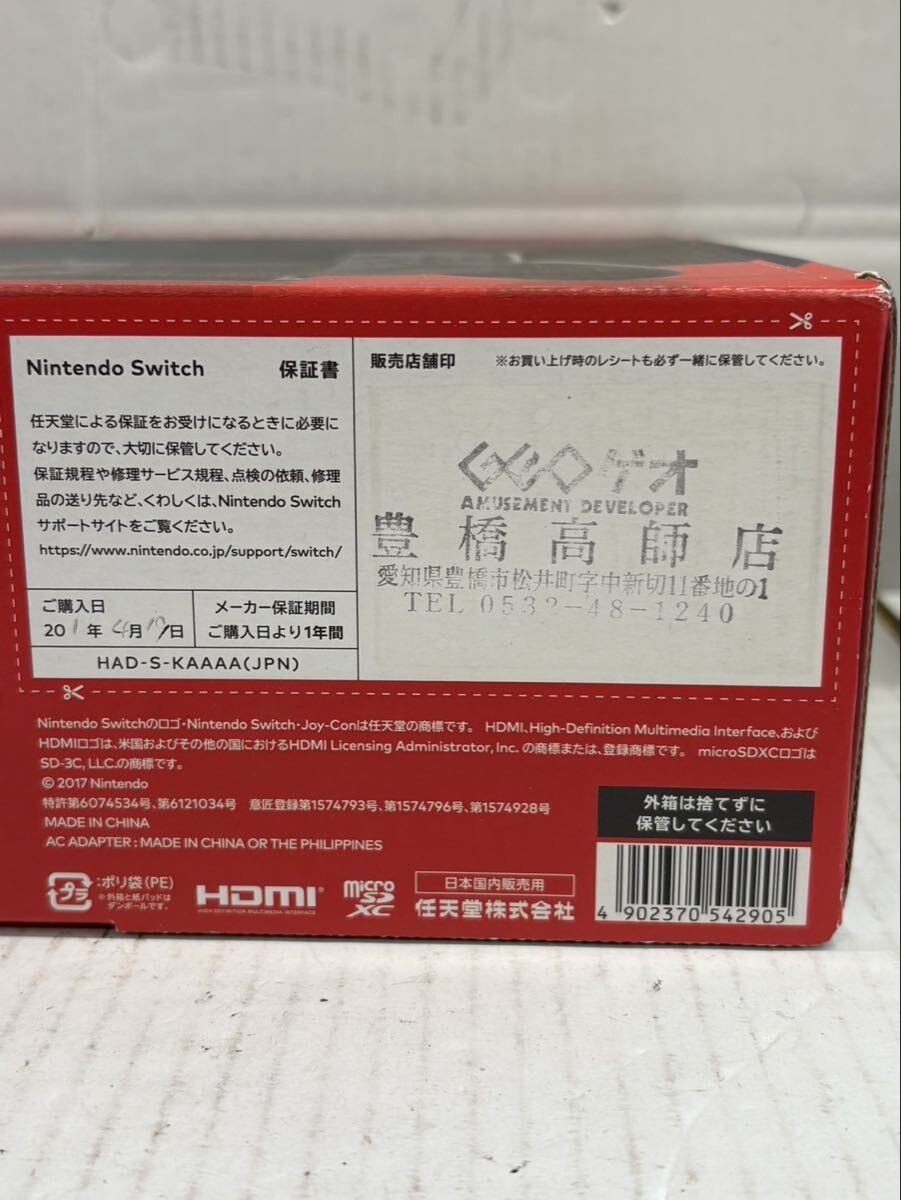 Nintendo Switch 保証書
任天堂による保証をお受けになるときに必要に
なりますので、大切に保管してください。
保証規程や修理サービス規程、点検の依頼、修理
品の送り先など、くわしくは、Nintendo Switch
サポートサイトをご覧ください。
https://www.nintendo.co.jp/support/switch/
ご購入日
20 年 月 日
メーカー保証期間
ご購入日より1年間
HAD-S-KAAAA(JPN)
販売店舗印 ※お買い上げ時のレシートも必ず一緒に保管してください。
ゲオ
AMUSEMENT DEVELOPER
豊橋高師店
愛知県豊橋市松井町字中新切11番地の1
TEL 0532-48-1240
Nintendo Switchのロゴ・Nintendo Switch・Joy-Conは任天堂の商標です。 HDMI、High-Definition Multimedia Interface、および
HDMIロゴは、米国およびその他の国におけるHDMI Licensing Administrator, Inc. の商標または、登録商標です。 microSDXCロゴは
SD-3C, LLC.の商標です。
© 2017 Nintendo
特許第6074534号、第6121034号 意匠登録第1574793号、第1574796号、第1574928号
MADE IN CHINA
AC ADAPTER : MADE IN CHINA OR THE PHILIPPINES
外箱は捨てずに
保管してください
プラ
:ポリ袋(PE)
※外箱と紙パッドは
ダンボールです。
HDMI
HIGH-DEFINITION MULTIMEDIA INTERFACE
micro
SD
XC
日本国内販売用
任天堂株式会社
4 902370 542905